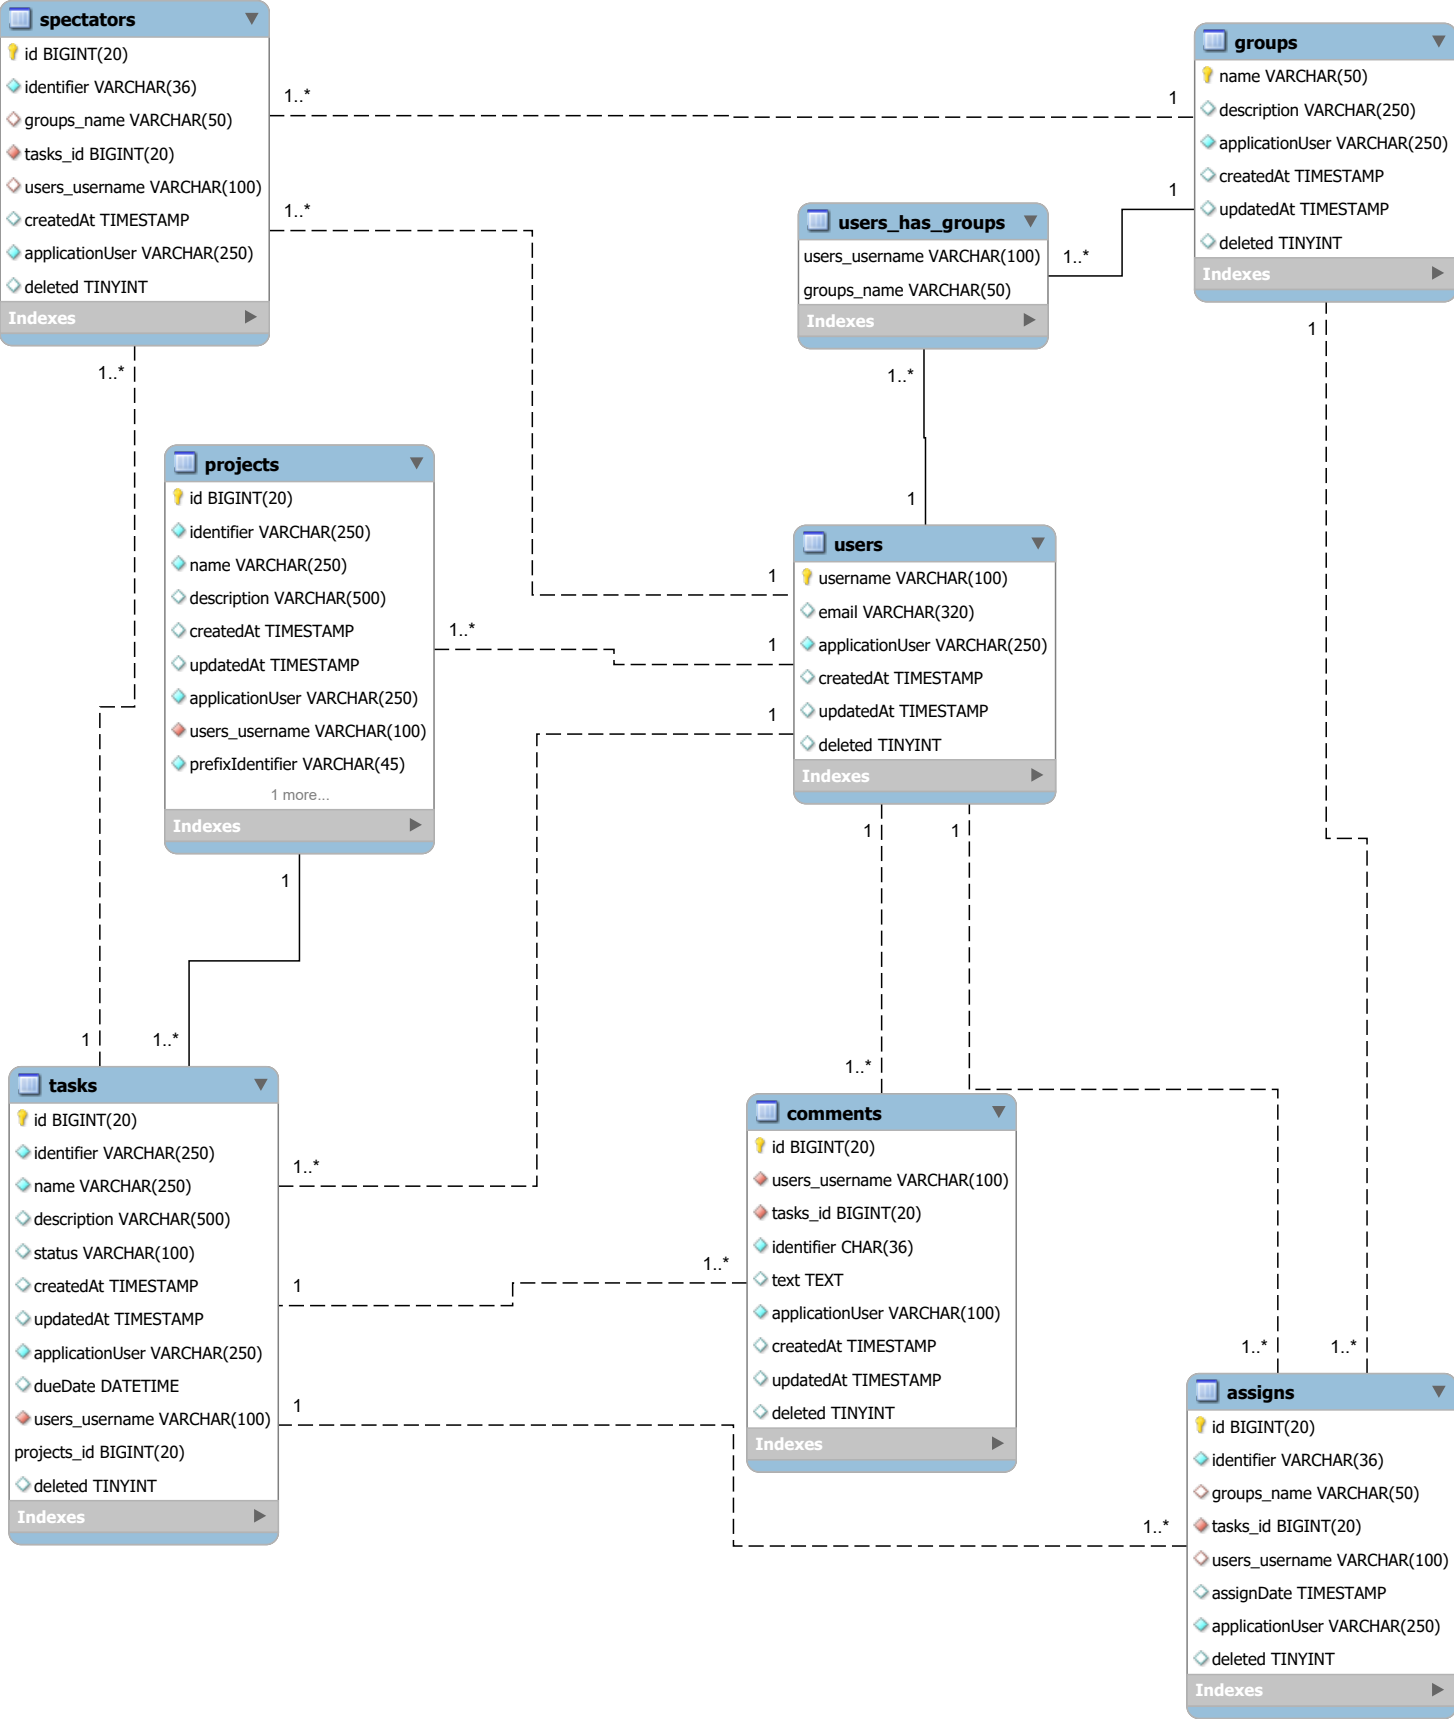 spectators
id BIGINT(20)
identifier VARCHAR(36)
groups_name VARCHAR(50)
tasks_id BIGINT(20)
users_username VARCHAR(100)
createdAt TIMESTAMP
applicationUser VARCHAR(250)
deleted TINYINT
Indexes
groups
name VARCHAR(50)
description VARCHAR(250)
applicationUser VARCHAR(250)
createdAt TIMESTAMP
updatedAt TIMESTAMP
deleted TINYINT
Indexes
1..*
1
1..*
1
users_has_groups
users_username VARCHAR(100)
groups_name VARCHAR(50)
Indexes
1..*
1
1..*
1..*
1
projects
id BIGINT(20)
identifier VARCHAR(250)
name VARCHAR(250)
description VARCHAR(500)
createdAt TIMESTAMP
updatedAt TIMESTAMP
applicationUser VARCHAR(250)
users_username VARCHAR(100)
prefixIdentifier VARCHAR(45)
1 more...
Indexes
users
username VARCHAR(100)
email VARCHAR(320)
applicationUser VARCHAR(250)
createdAt TIMESTAMP
updatedAt TIMESTAMP
deleted TINYINT
Indexes
1
1..*
1
1
1
1
1
1
1..*
1..*
tasks
id BIGINT(20)
identifier VARCHAR(250)
name VARCHAR(250)
description VARCHAR(500)
status VARCHAR(100)
createdAt TIMESTAMP
updatedAt TIMESTAMP
applicationUser VARCHAR(250)
dueDate DATETIME
users_username VARCHAR(100)
projects_id BIGINT(20)
deleted TINYINT
Indexes
comments
id BIGINT(20)
users_username VARCHAR(100)
tasks_id BIGINT(20)
identifier CHAR(36)
text TEXT
applicationUser VARCHAR(100)
createdAt TIMESTAMP
updatedAt TIMESTAMP
deleted TINYINT
Indexes
1..*
1
1..*
1
1..*
1..*
1..*
assigns
id BIGINT(20)
identifier VARCHAR(36)
groups_name VARCHAR(50)
tasks_id BIGINT(20)
users_username VARCHAR(100)
assignDate TIMESTAMP
applicationUser VARCHAR(250)
deleted TINYINT
Indexes